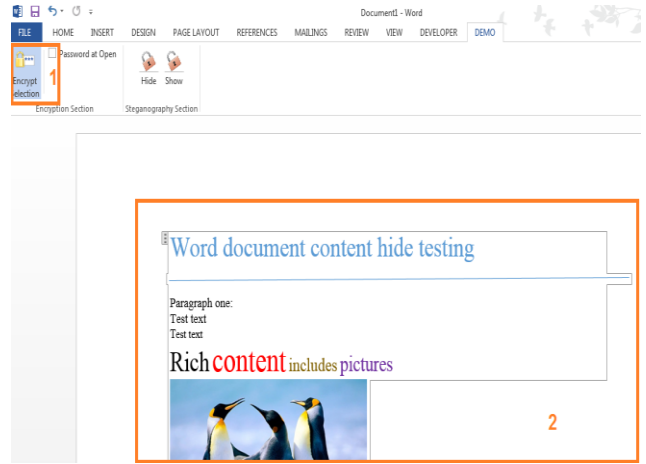 Document1 - Word
FILE HOME INSERT DESIGN PAGE LAYOUT REFERENCES MAILINGS REVIEW VIEW DEVELOPER DEMO
Password at Open
1
Encrypt
election
Hide Show
Encryption Section Steganography Section
Word document content hide testing
Paragraph one:
Test text
Test text
Rich content includes pictures
2